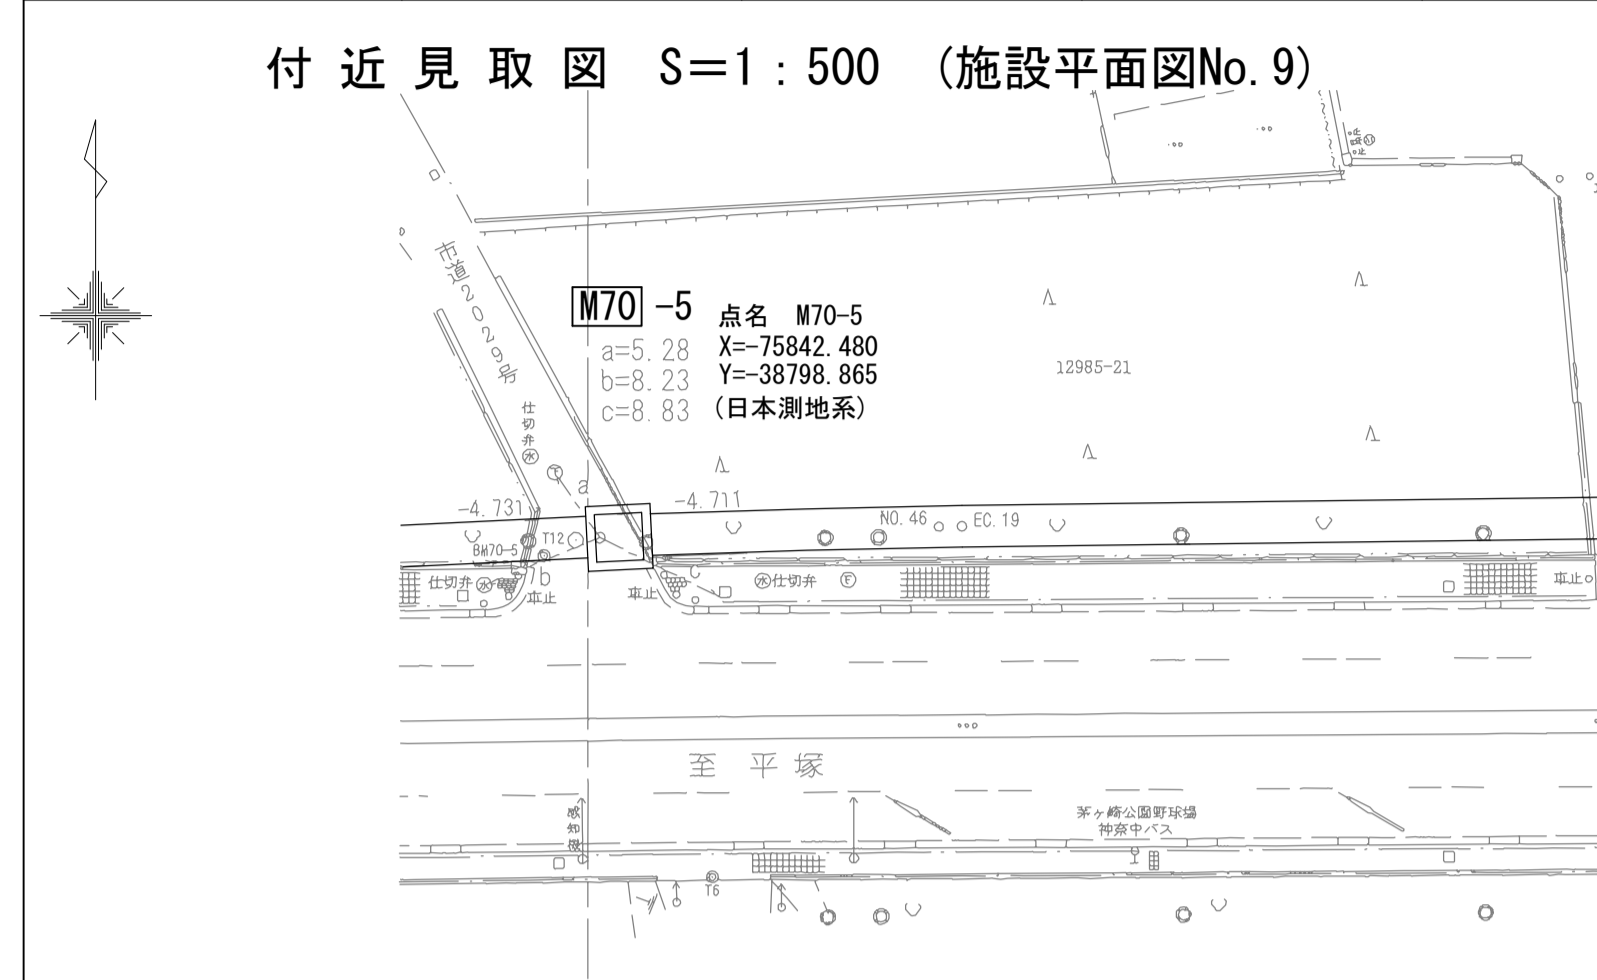 付近見取図 S=1:500 (施設平面図No.9)
市道2029号
M70 -5
点名 M70-5
a=5.28
X=-75842.480
b=8.23
Y=-38798.865
c=8.83
(日本測地系)
12985-21
仕切弁
水
a
-4.731
-4.711
NO.46
EC.19
T12
BM70-5
仕切弁
水
b
車止
車止
c
水
仕切弁
F
車止
至 平塚
茅ヶ崎公園野球場
神奈中バス
T6